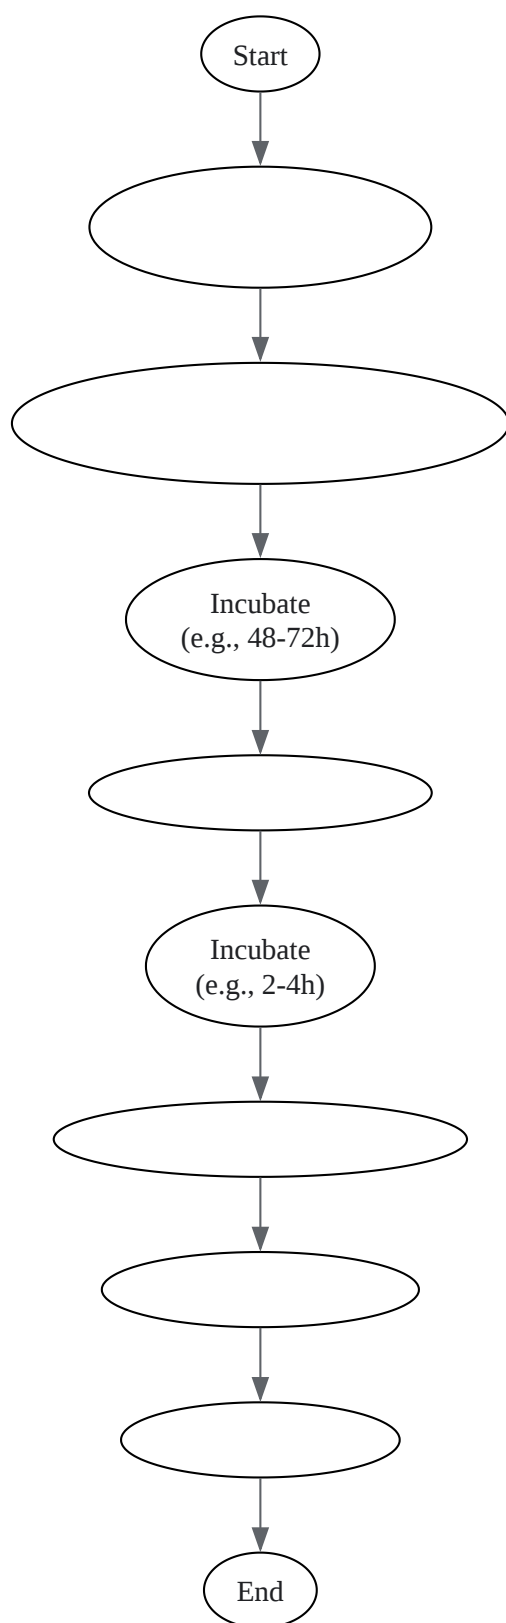 Start
Incubate
(e.g., 48-72h)
Incubate
(e.g., 2-4h)
End